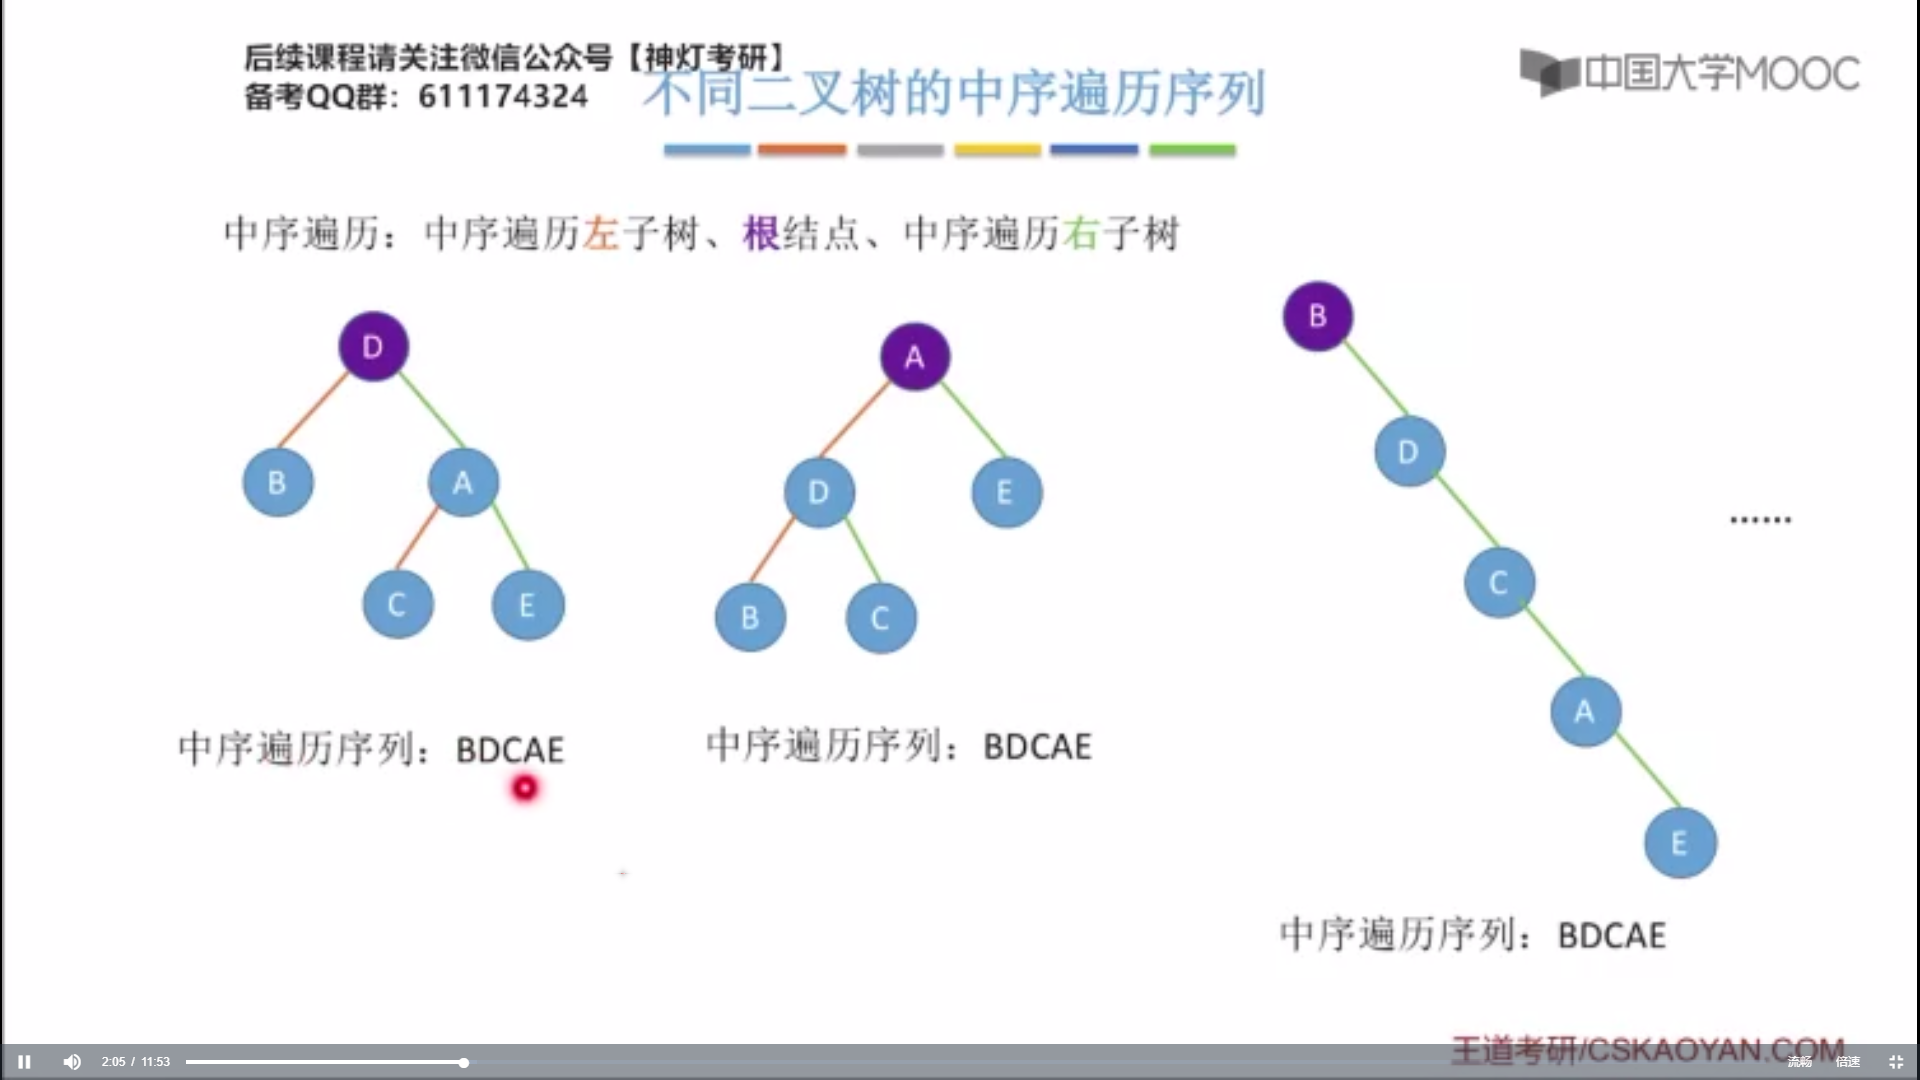 后续课程请关注微信公众号【神灯考研】
备考QQ群：611174324
不同二叉树的中序遍历序列
中国大学MOOC
中序遍历：中序遍历左子树、根结点、中序遍历右子树
D
B
A
C
E
A
D
E
B
C
B
D
C
A
E
······
中序遍历序列：BDCAE
中序遍历序列：BDCAE
中序遍历序列：BDCAE
王道考研/CSKAOYAN.COM
2:05 / 11:53
流畅
倍速